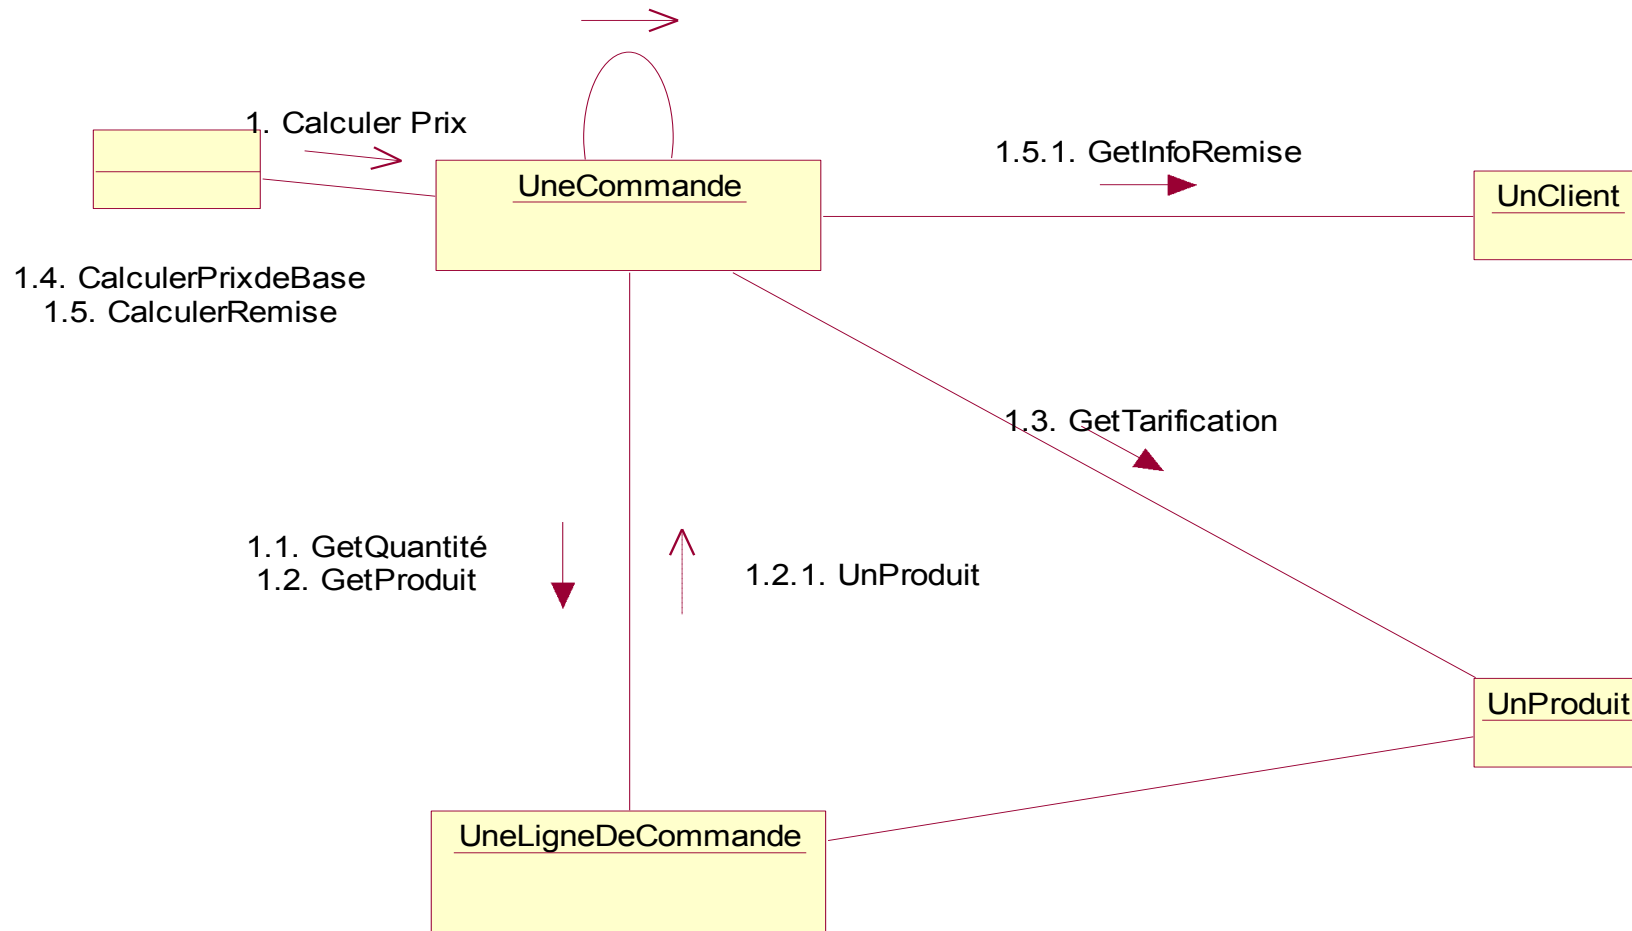 1. Calculer Prix
UneCommande
1.5.1. GetInfoRemise
UnClient
1.4. CalculerPrixdeBase
1.5. CalculerRemise
1.3. GetTarification
1.1. GetQuantité
1.2. GetProduit
1.2.1. UnProduit
UnProduit
UneLigneDeCommande